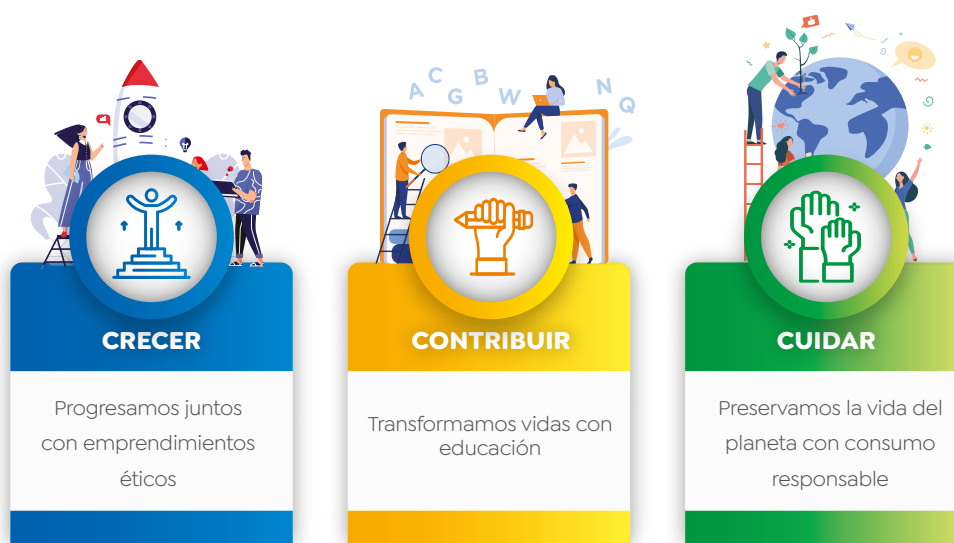 A C G B W N Q
CRECER
Progresamos juntos
con emprendimientos
éticos
CONTRIBUIR
Transformamos vidas con
educación
CUIDAR
Preservamos la vida del
planeta con consumo
responsable